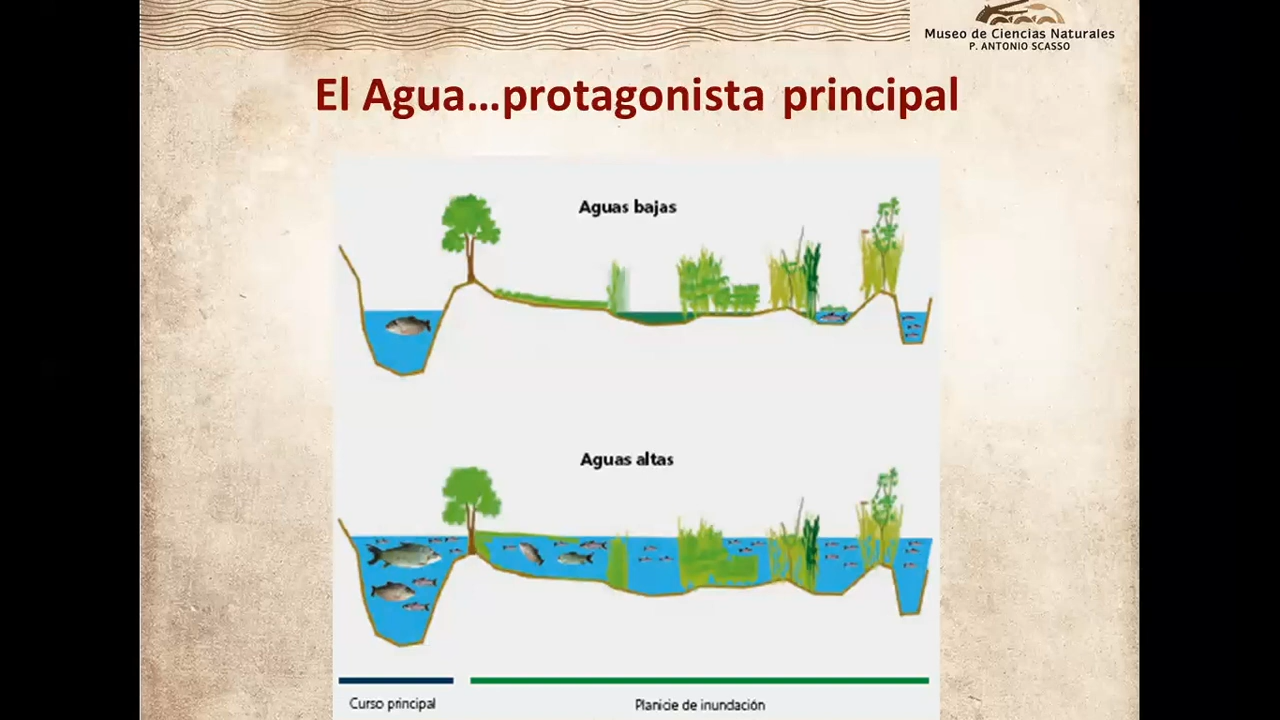 Museo de Ciencias Naturales
P. ANTONIO SCASSO
El Agua...protagonista principal
Aguas bajas
Aguas altas
Curso principal
Planicie de inundación